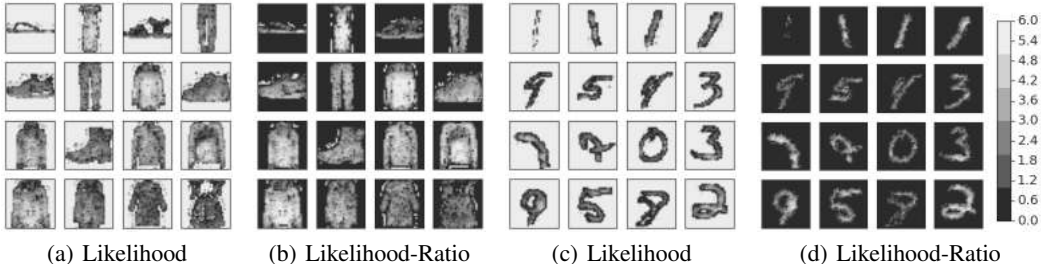 6.0
5.4
4.8
4.2
3.6
3.0
2.4
1.8
1.2
0.6
0.0
(a) Likelihood
(b) Likelihood-Ratio
(c) Likelihood
(d) Likelihood-Ratio